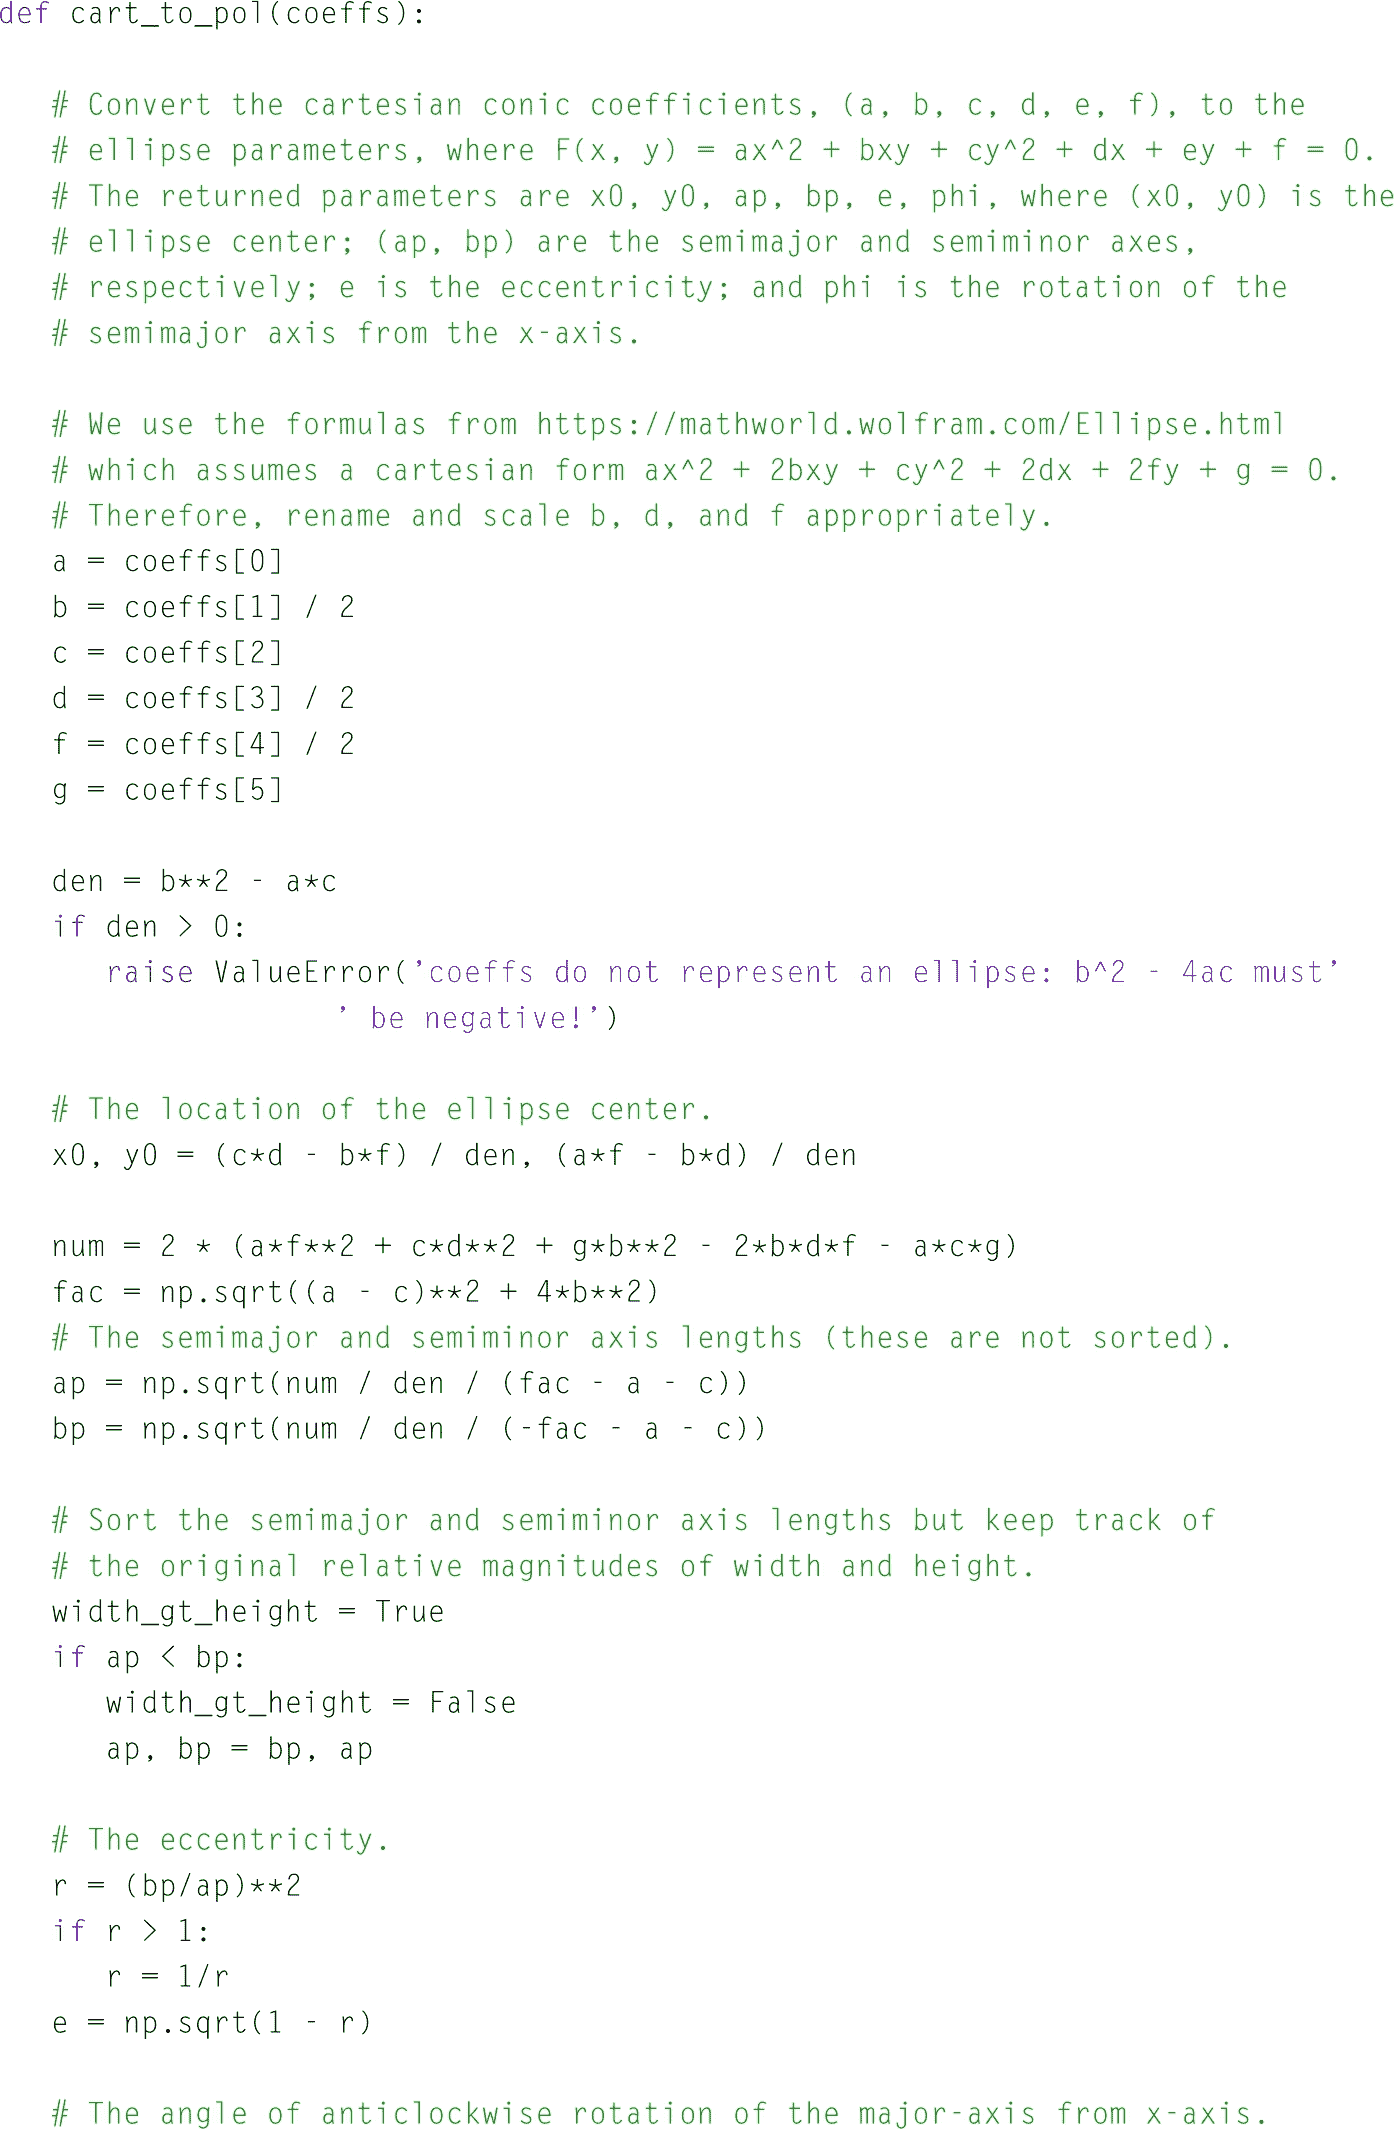 def cart_to_pol(coeffs):
# Convert the cartesian conic coefficients, (a, b, c, d, e, f), to the
# ellipse parameters, where F(x, y) = ax^2 + bxy + cy^2 + dx + ey + f = 0.
# The returned parameters are x0, y0, ap, bp, e, phi, where (x0, y0) is the
# ellipse center; (ap, bp) are the semimajor and semiminor axes,
# respectively; e is the eccentricity; and phi is the rotation of the
# semimajor axis from the x-axis.
# We use the formulas from https://mathworld.wolfram.com/Ellipse.html
# which assumes a cartesian form ax^2 + 2bxy + cy^2 + 2dx + 2fy + g = 0.
# Therefore, rename and scale b, d, and f appropriately.
a = coeffs[0]
b = coeffs[1] / 2
c = coeffs[2]
d = coeffs[3] / 2
f = coeffs[4] / 2
g = coeffs[5]
den = b**2 - a*c
if den > 0:
raise ValueError('coeffs do not represent an ellipse: b^2 - 4ac must'
' be negative!')
# The location of the ellipse center.
x0, y0 = (c*d - b*f) / den, (a*f - b*d) / den
num = 2 * (a*f**2 + c*d**2 + g*b**2 - 2*b*d*f - a*c*g)
fac = np.sqrt((a - c)**2 + 4*b**2)
# The semimajor and semiminor axis lengths (these are not sorted).
ap = np.sqrt(num / den / (fac - a - c))
bp = np.sqrt(num / den / (-fac - a - c))
# Sort the semimajor and semiminor axis lengths but keep track of
# the original relative magnitudes of width and height.
width_gt_height = True
if ap < bp:
width_gt_height = False
ap, bp = bp, ap
# The eccentricity.
r = (bp/ap)**2
if r > 1:
r = 1/r
e = np.sqrt(1 - r)
# The angle of anticlockwise rotation of the major-axis from x-axis.